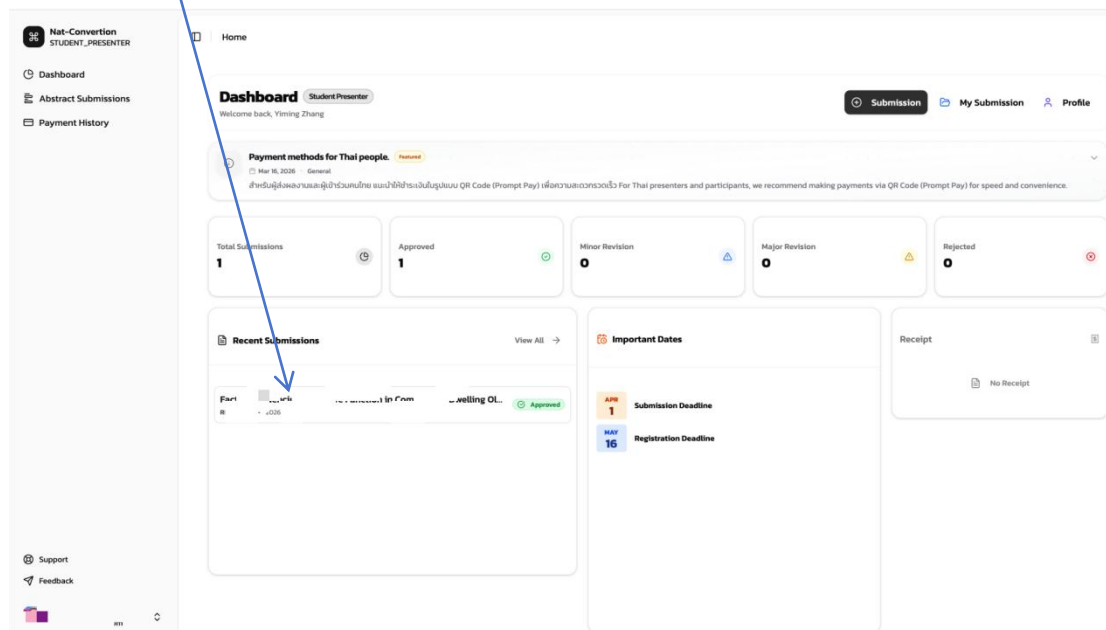 Nat-Convertion
STUDENT_PRESENTER
Dashboard
Abstract Submissions
Payment History
Support
Feedback
Home
Dashboard Student Presenter
Welcome back, Yiming Zhang
Submission My Submission Profile
Payment methods for Thai people. Featured
Mar 18, 2026 General
สำหรับผู้ส่งผลงานและผู้เข้าร่วมคนไทย แนะนำให้ชำระเงินในรูปแบบ QR Code (Prompt Pay) เพื่อความสะดวกรวดเร็ว For Thai presenters and participants, we recommend making payments via QR Code (Prompt Pay) for speed and convenience.
Total Submissions
1
Approved
1
Minor Revision
0
Major Revision
0
Rejected
0
Recent Submissions View All
in Com Ol... Approved
2026
Important Dates
APR
1
Submission Deadline
MAY
16
Registration Deadline
Receipt
No Receipt